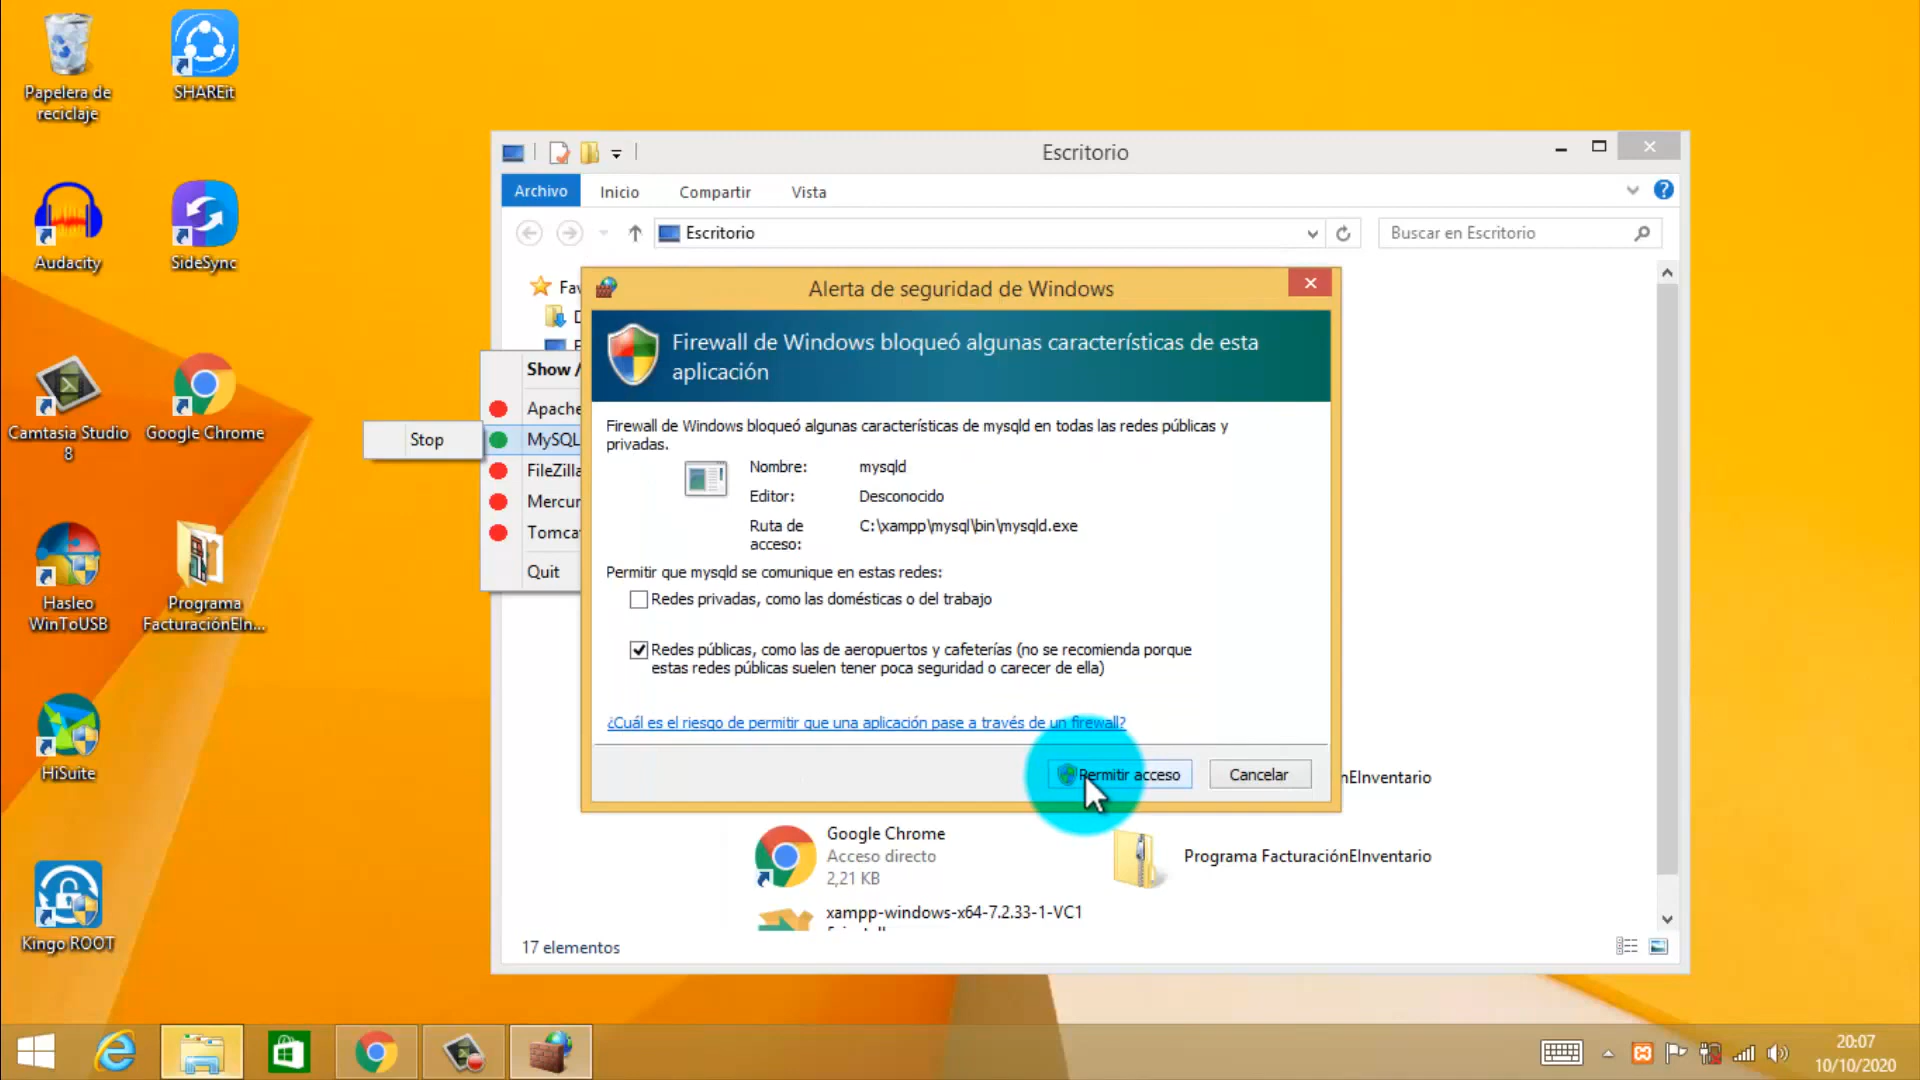 Papelera de
reciclaje
SHAREit
Audacity
SideSync
Camtasia Studio
8
Google Chrome
Hasleo
WinToUSB
Programa
FacturaciónEIn...
HiSuite
Kingo ROOT
Escritorio
Archivo
Inicio
Compartir
Vista
Escritorio
Buscar en Escritorio
Fav
Show /
Apache
MySQL
FileZilla
Mercur
Tomca
Quit
Stop
Alerta de seguridad de Windows
Firewall de Windows bloqueó algunas características de esta
aplicación
Firewall de Windows bloqueó algunas características de mysqld en todas las redes públicas y
privadas.
Nombre: mysqld
Editor: Desconocido
Ruta de
acceso:
C:\xampp\mysql\bin\mysqld.exe
Permitir que mysqld se comunique en estas redes:
Redes privadas, como las domésticas o del trabajo
Redes públicas, como las de aeropuertos y cafeterías (no se recomienda porque
estas redes públicas suelen tener poca seguridad o carecer de ella)
¿Cuál es el riesgo de permitir que una aplicación pase a través de un firewall?
Permitir acceso
Cancelar
nEInventario
Google Chrome
Acceso directo
2,21 KB
Programa FacturaciónEInventario
xampp-windows-x64-7.2.33-1-VC1
17 elementos
20:07
10/10/2020